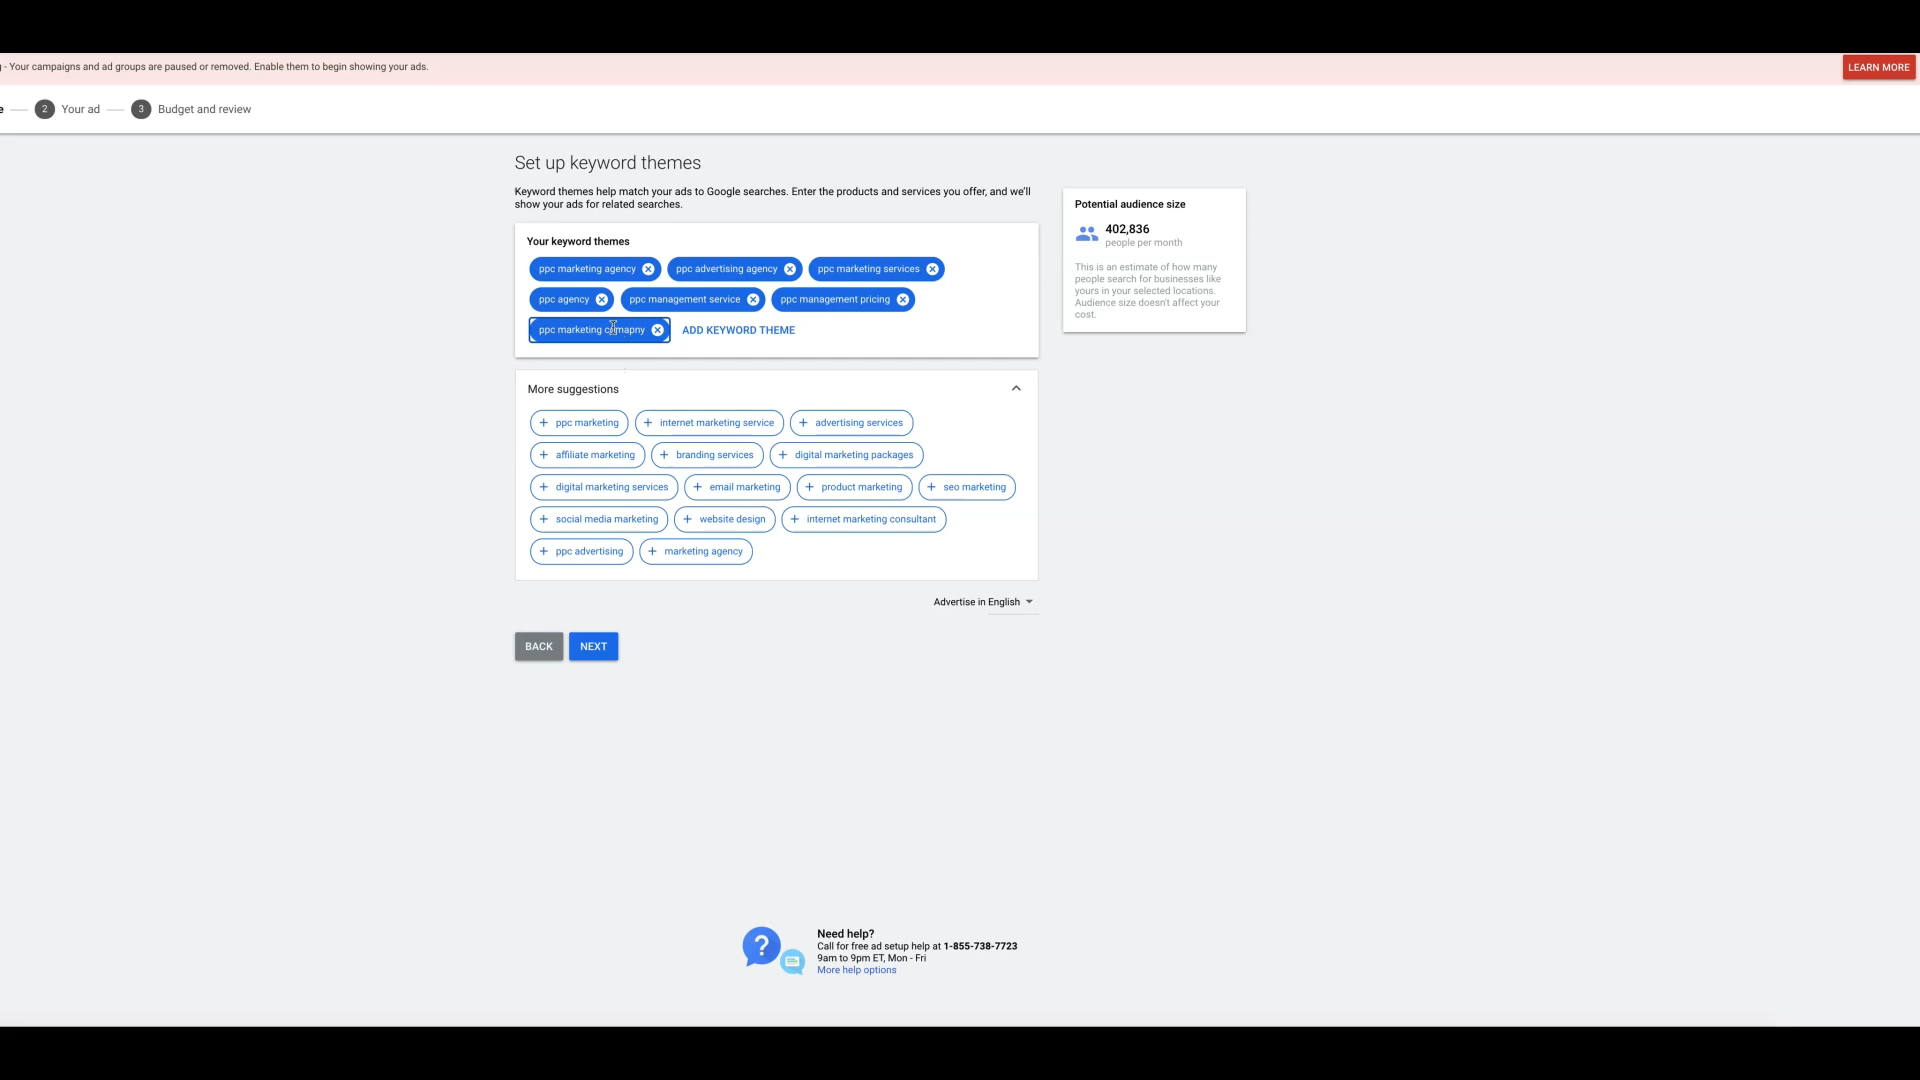 - Your campaigns and ad groups are paused or removed. Enable them to begin showing your ads.
LEARN MORE
e
2 Your ad
3 Budget and review
Set up keyword themes
Keyword themes help match your ads to Google searches. Enter the products and services you offer, and we'll
show your ads for related searches.
Your keyword themes
ppc marketing agency
ppc advertising agency
ppc marketing services
ppc agency
ppc management service
ppc management pricing
ppc marketing comapny
ADD KEYWORD THEME
Potential audience size
402,836
people per month
This is an estimate of how many
people search for businesses like
yours in your selected locations.
Audience size doesn't affect your
cost.
More suggestions
+ ppc marketing
+ internet marketing service
+ advertising services
+ affiliate marketing
+ branding services
+ digital marketing packages
+ digital marketing services
+ email marketing
+ product marketing
+ seo marketing
+ social media marketing
+ website design
+ internet marketing consultant
+ ppc advertising
+ marketing agency
Advertise in English
BACK
NEXT
?
Need help?
Call for free ad setup help at 1-855-738-7723
9am to 9pm ET, Mon - Fri
More help options